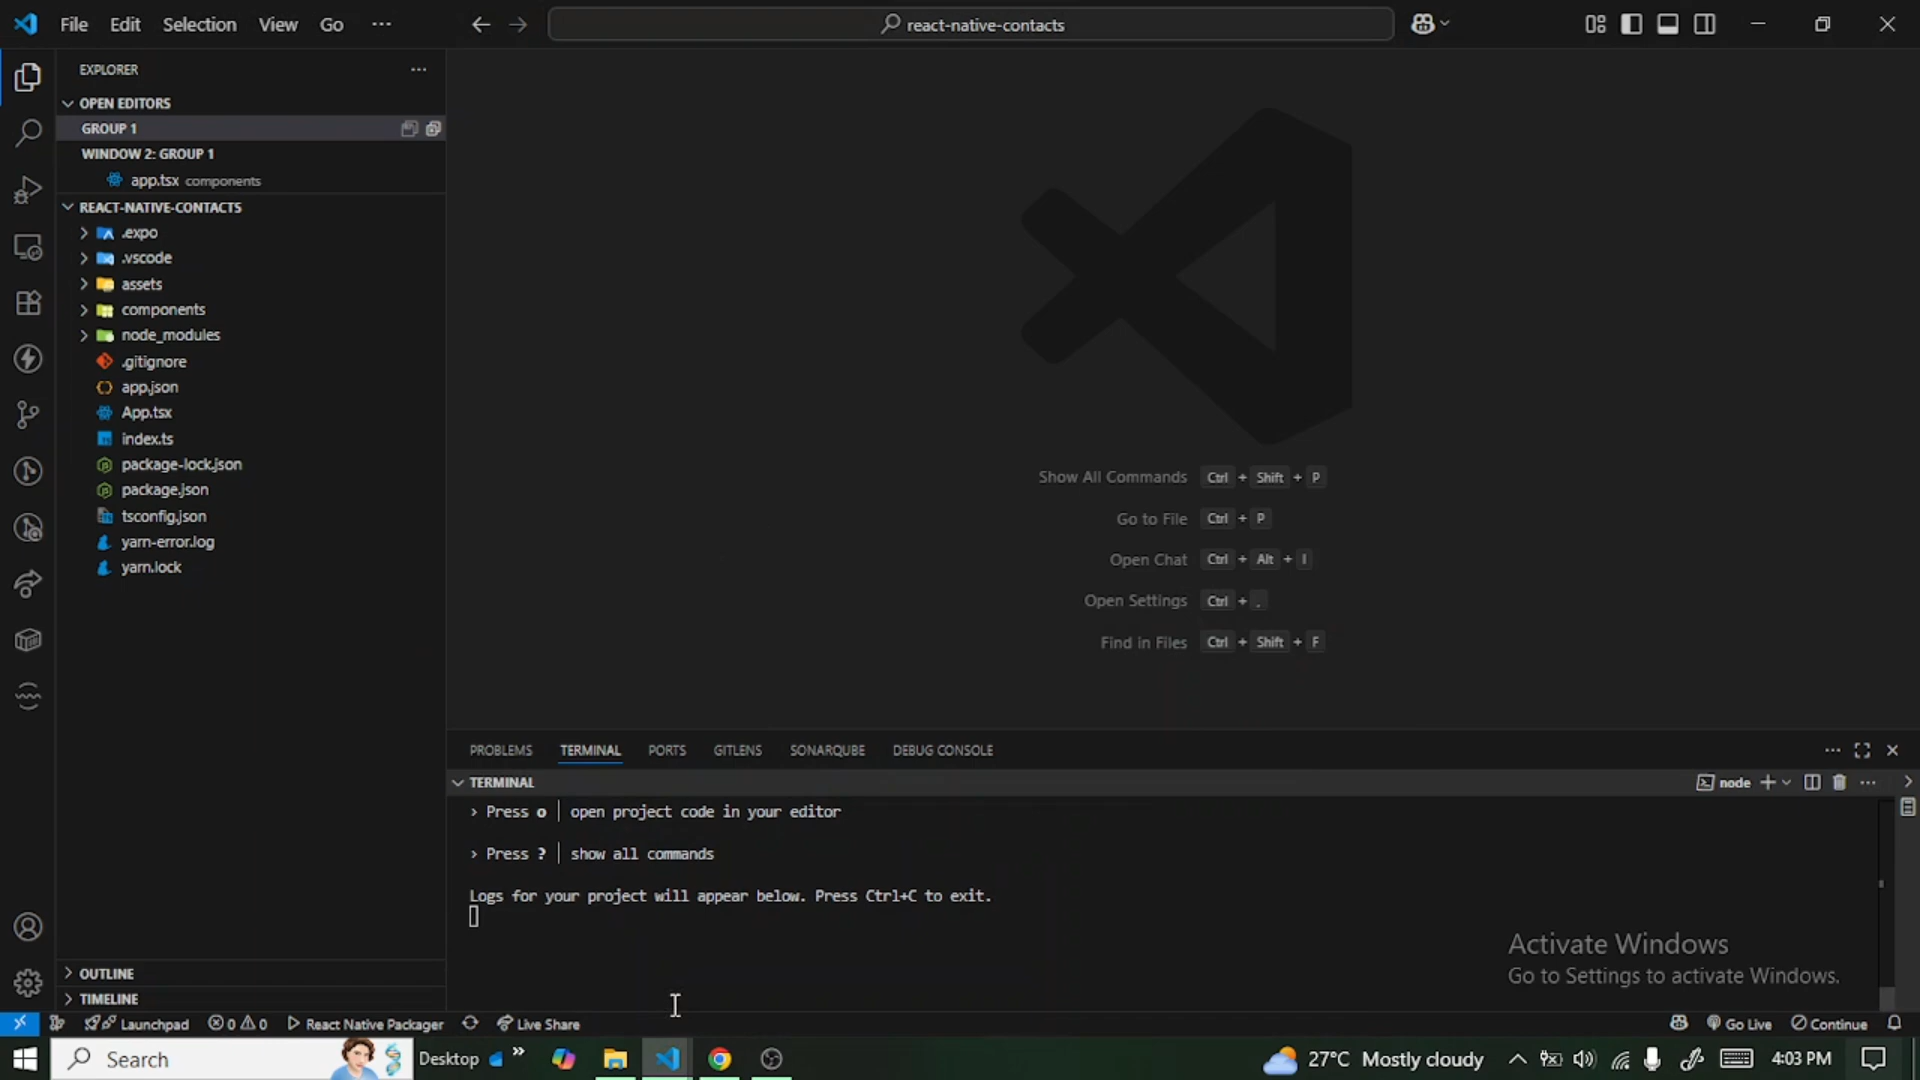 File Edit Selection View Go ···
react-native-contacts
EXPLORER
OPEN EDITORS
GROUP 1
WINDOW 2: GROUP 1
app.tsx components
REACT-NATIVE-CONTACTS
.expo
.vscode
assets
components
node_modules
.gitignore
app.json
App.tsx
index.ts
package-lock.json
package.json
tsconfig.json
yarn-error.log
yarn.lock
OUTLINE
TIMELINE
Show All Commands Ctrl + Shift + P
Go to File Ctrl + P
Open Chat Ctrl + Alt + I
Open Settings Ctrl + ,
Find in Files Ctrl + Shift + F
PROBLEMS TERMINAL PORTS GITLENS SONARQUBE DEBUG CONSOLE
TERMINAL
node
› Press o │ open project code in your editor
› Press ? │ show all commands
Logs for your project will appear below. Press Ctrl+C to exit.
Activate Windows
Go to Settings to activate Windows.
Launchpad 0 0 React Native Packager Live Share Go Live Continue
Search Desktop » 27°C Mostly cloudy 4:03 PM